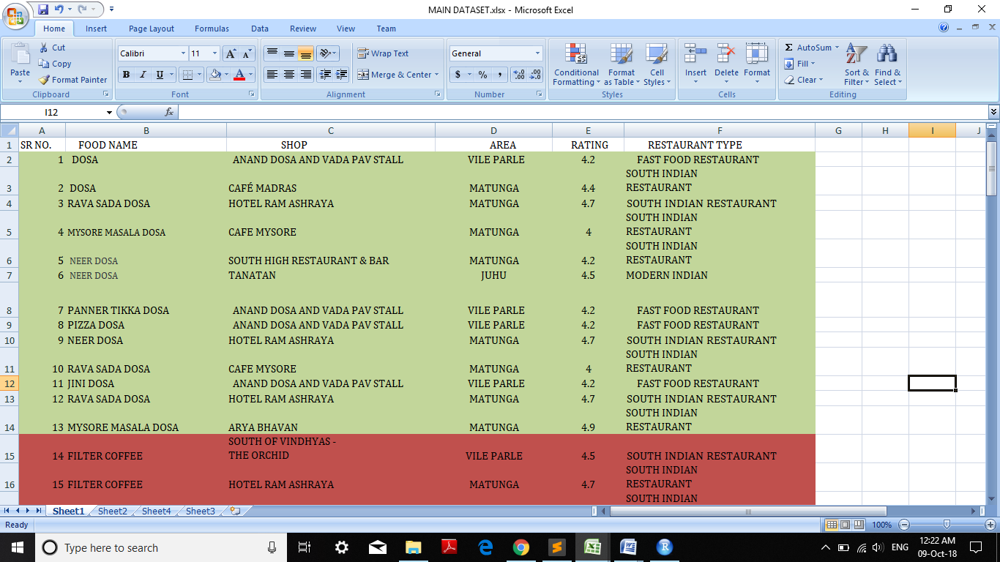 MAIN DATASET.xlsx - Microsoft Excel
Home Insert Page Layout Formulas Data Review View Team
Paste
Cut
Copy
Format Painter
Clipboard
Calibri 11
B I U
Font
Wrap Text
Merge & Center
Alignment
General
$ % ,
Number
Conditional Formatting
Format as Table
Cell Styles
Styles
Insert Delete Format
Cells
Σ AutoSum
Fill
Clear
Sort & Filter
Find & Select
Editing
I12 fx
A B C D E F G H I J
1 SR NO. FOOD NAME SHOP AREA RATING RESTAURANT TYPE
2 1 DOSA ANAND DOSA AND VADA PAV STALL VILE PARLE 4.2 FAST FOOD RESTAURANT
SOUTH INDIAN
3 2 DOSA CAFÉ MADRAS MATUNGA 4.4 RESTAURANT
4 3 RAVA SADA DOSA HOTEL RAM ASHRAYA MATUNGA 4.7 SOUTH INDIAN RESTAURANT
SOUTH INDIAN
5 4 MYSORE MASALA DOSA CAFE MYSORE MATUNGA 4 RESTAURANT
SOUTH INDIAN
6 5 NEER DOSA SOUTH HIGH RESTAURANT & BAR MATUNGA 4.2 RESTAURANT
7 6 NEER DOSA TANATAN JUHU 4.5 MODERN INDIAN
8 7 PANNER TIKKA DOSA ANAND DOSA AND VADA PAV STALL VILE PARLE 4.2 FAST FOOD RESTAURANT
9 8 PIZZA DOSA ANAND DOSA AND VADA PAV STALL VILE PARLE 4.2 FAST FOOD RESTAURANT
10 9 NEER DOSA HOTEL RAM ASHRAYA MATUNGA 4.7 SOUTH INDIAN RESTAURANT
SOUTH INDIAN
11 10 RAVA SADA DOSA CAFE MYSORE MATUNGA 4 RESTAURANT
12 11 JINI DOSA ANAND DOSA AND VADA PAV STALL VILE PARLE 4.2 FAST FOOD RESTAURANT
13 12 RAVA SADA DOSA HOTEL RAM ASHRAYA MATUNGA 4.7 SOUTH INDIAN RESTAURANT
SOUTH INDIAN
14 13 MYSORE MASALA DOSA ARYA BHAVAN MATUNGA 4.9 RESTAURANT
SOUTH OF VINDHYAS -
15 14 FILTER COFFEE THE ORCHID VILE PARLE 4.5 SOUTH INDIAN RESTAURANT
SOUTH INDIAN
16 15 FILTER COFFEE HOTEL RAM ASHRAYA MATUNGA 4.7 RESTAURANT
SOUTH INDIAN
Sheet1 Sheet2 Sheet4 Sheet3
Ready 100%
Type here to search
ENG
12:22 AM
09-Oct-18